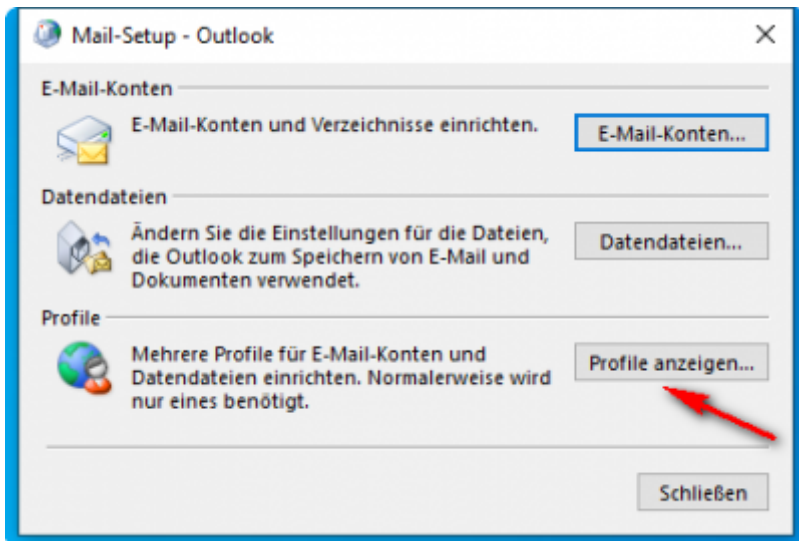 Mail-Setup - Outlook
E-Mail-Konten
E-Mail-Konten und Verzeichnisse einrichten.
E-Mail-Konten...
Datendateien
Ändern Sie die Einstellungen für die Dateien,
die Outlook zum Speichern von E-Mail und
Dokumenten verwendet.
Datendateien...
Profile
Mehrere Profile für E-Mail-Konten und
Datendateien einrichten. Normalerweise wird
nur eines benötigt.
Profile anzeigen...
Schließen